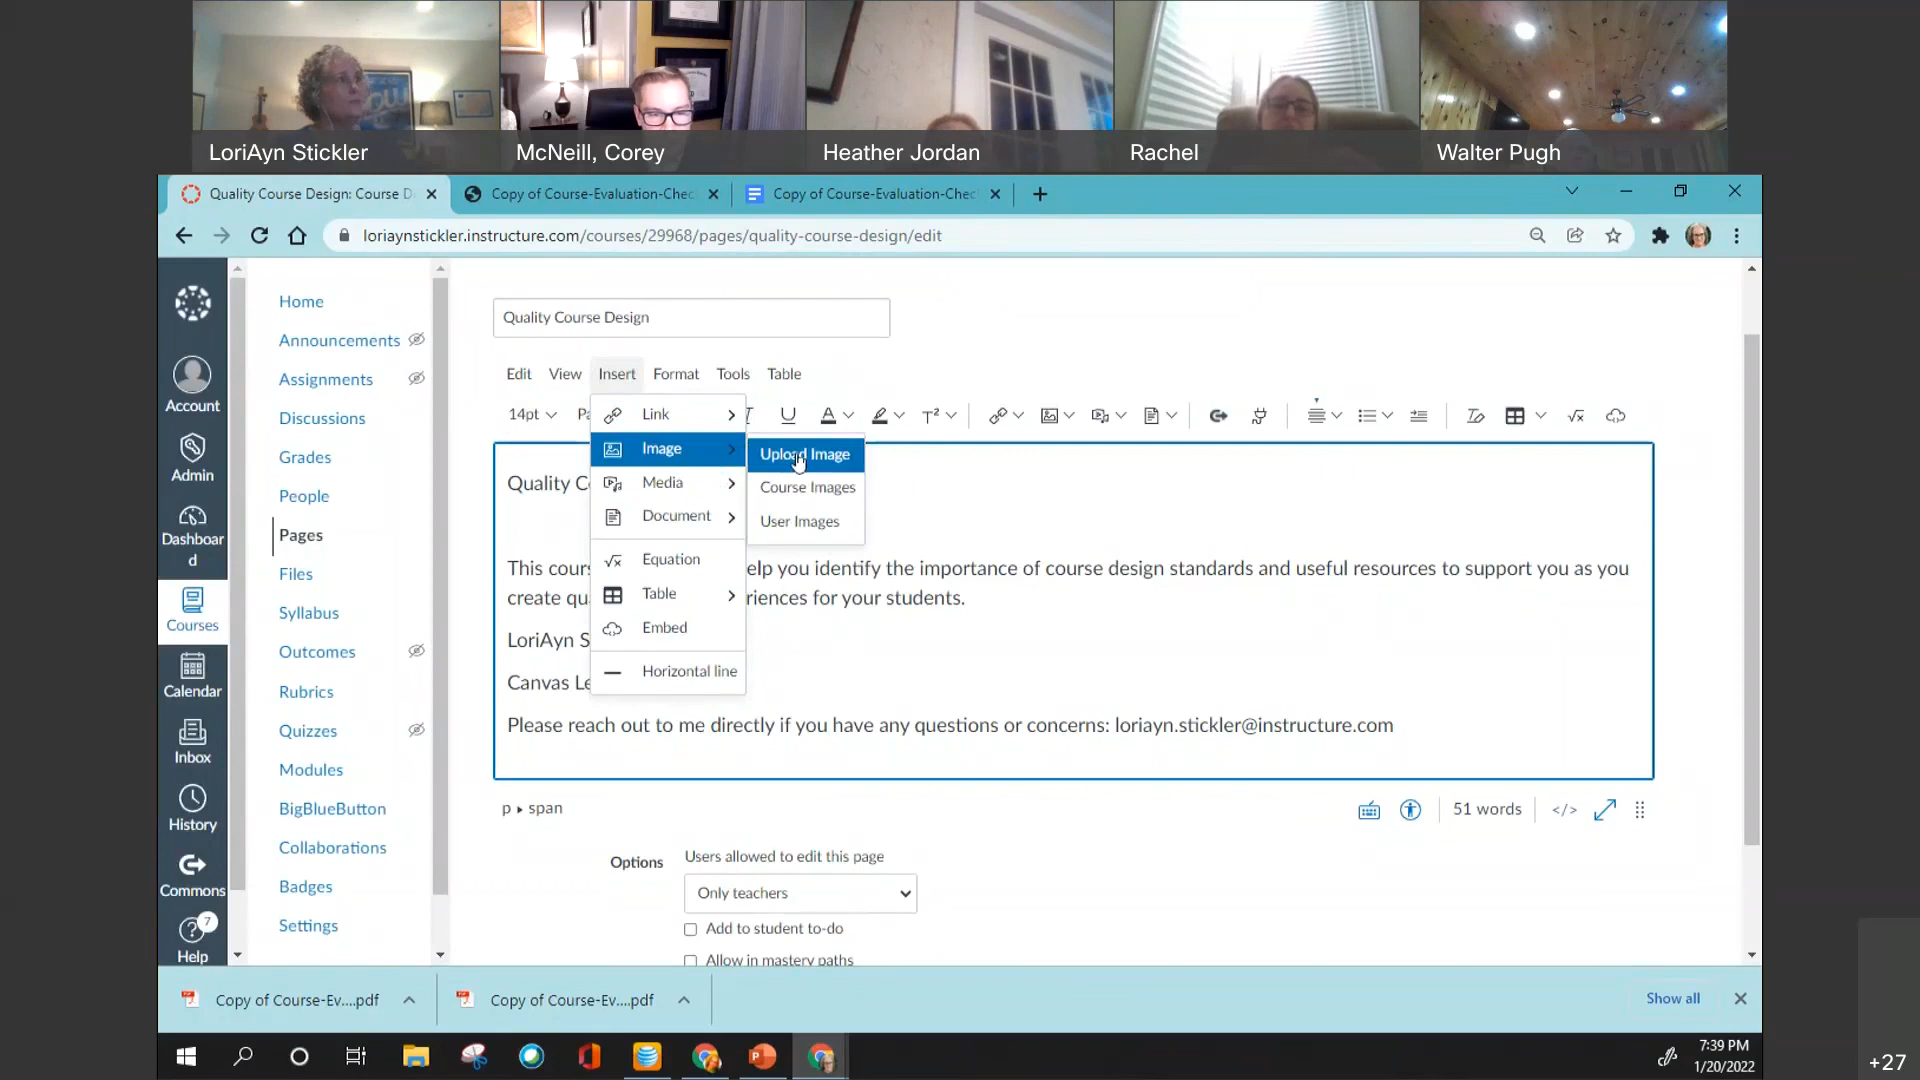 LoriAyn Stickler
McNeill, Corey
Heather Jordan
Rachel
Walter Pugh
Quality Course Design: Course D
Copy of Course-Evaluation-Chec
Copy of Course-Evaluation-Chec
loriaynstickler.instructure.com/courses/29968/pages/quality-course-design/edit
Account
Admin
Dashboar
d
Courses
Calendar
Inbox
History
Commons
7
Help
Home
Announcements
Assignments
Discussions
Grades
People
Pages
Files
Syllabus
Outcomes
Rubrics
Quizzes
Modules
BigBlueButton
Collaborations
Badges
Settings
Quality Course Design
Edit View Insert Format Tools Table
14pt Pa
Link
Image
Media
Document
Equation
Table
Embed
Horizontal line
Upload Image
Course Images
User Images
Quality C
This cours elp you identify the importance of course design standards and useful resources to support you as you
create qua riences for your students.
LoriAyn S
Canvas Le
Please reach out to me directly if you have any questions or concerns: loriayn.stickler@instructure.com
p ▸ span
51 words </>
Options
Users allowed to edit this page
Only teachers
Add to student to-do
Allow in mastery paths
Copy of Course-Ev....pdf
Copy of Course-Ev....pdf
Show all
7:39 PM
1/20/2022
+27